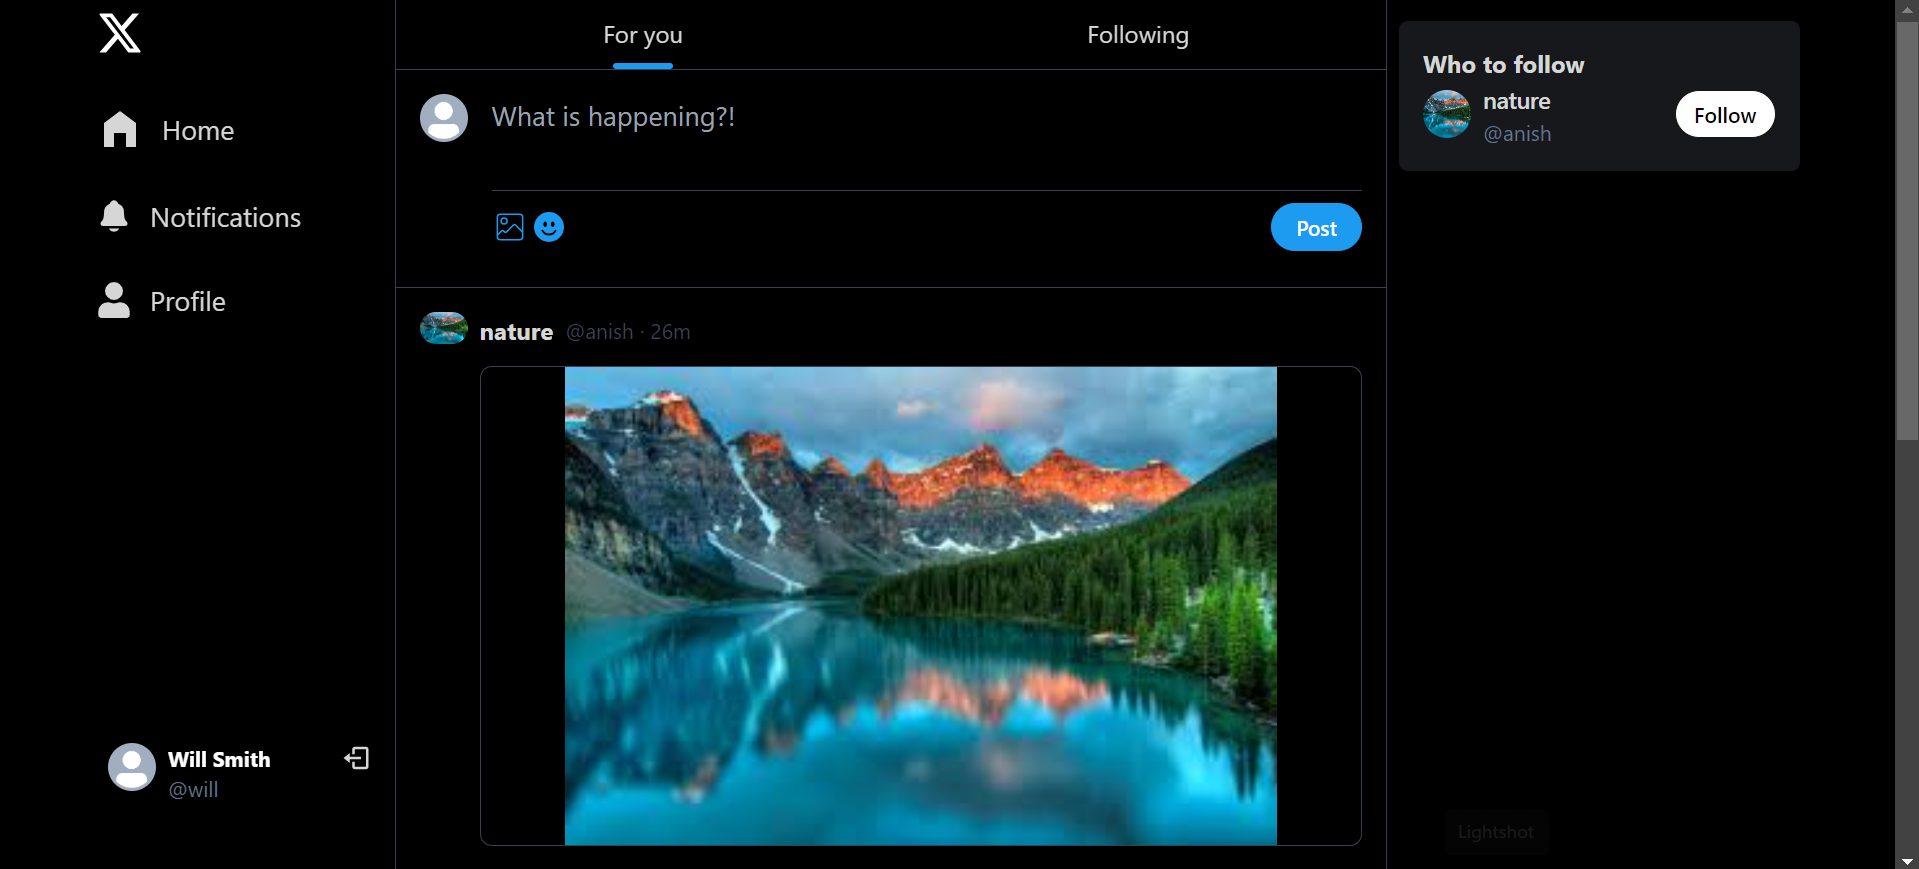 Home
Notifications
Profile
Will Smith
@will
For you
Following
What is happening?!
Post
nature @anish · 26m
Who to follow
nature
@anish
Follow
Lightshot